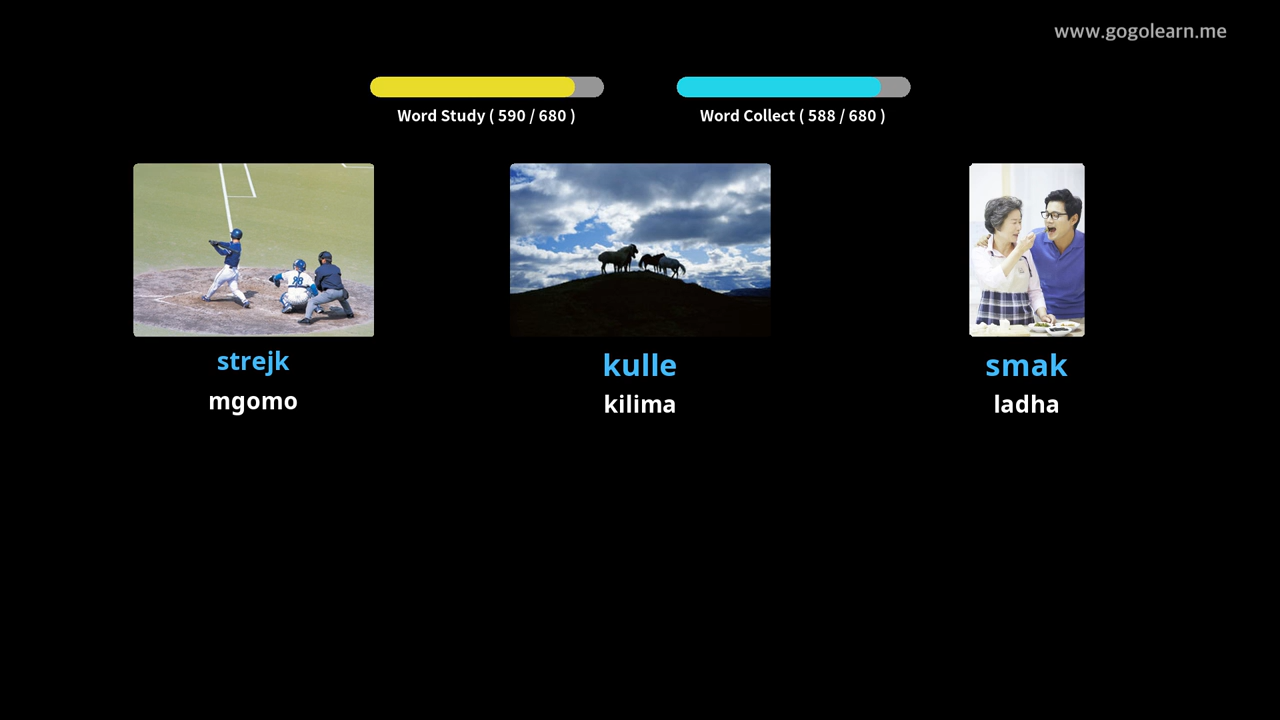 www.gogolearn.me
Word Study ( 590 / 680 )
Word Collect ( 588 / 680 )
strejk
mgomo
kulle
kilima
smak
ladha